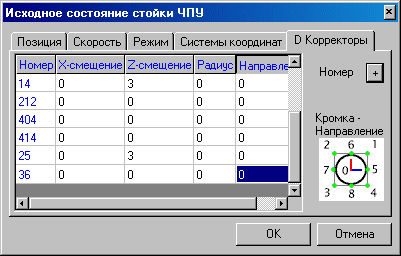 Исходное состояние стойки ЧПУ
Позиция Скорость Режим Системы координат D Корректоры
Номер X-смещение Z-смещение Радиус Направле
14 0 3 0 0
212 0 0 0 0
404 0 0 0 0
414 0 0 0 0
25 0 3 0 0
36 0 0 0 0
Номер +
Кромка -
Направление
2 6 1
7 0 5
3 8 4
OK Отмена